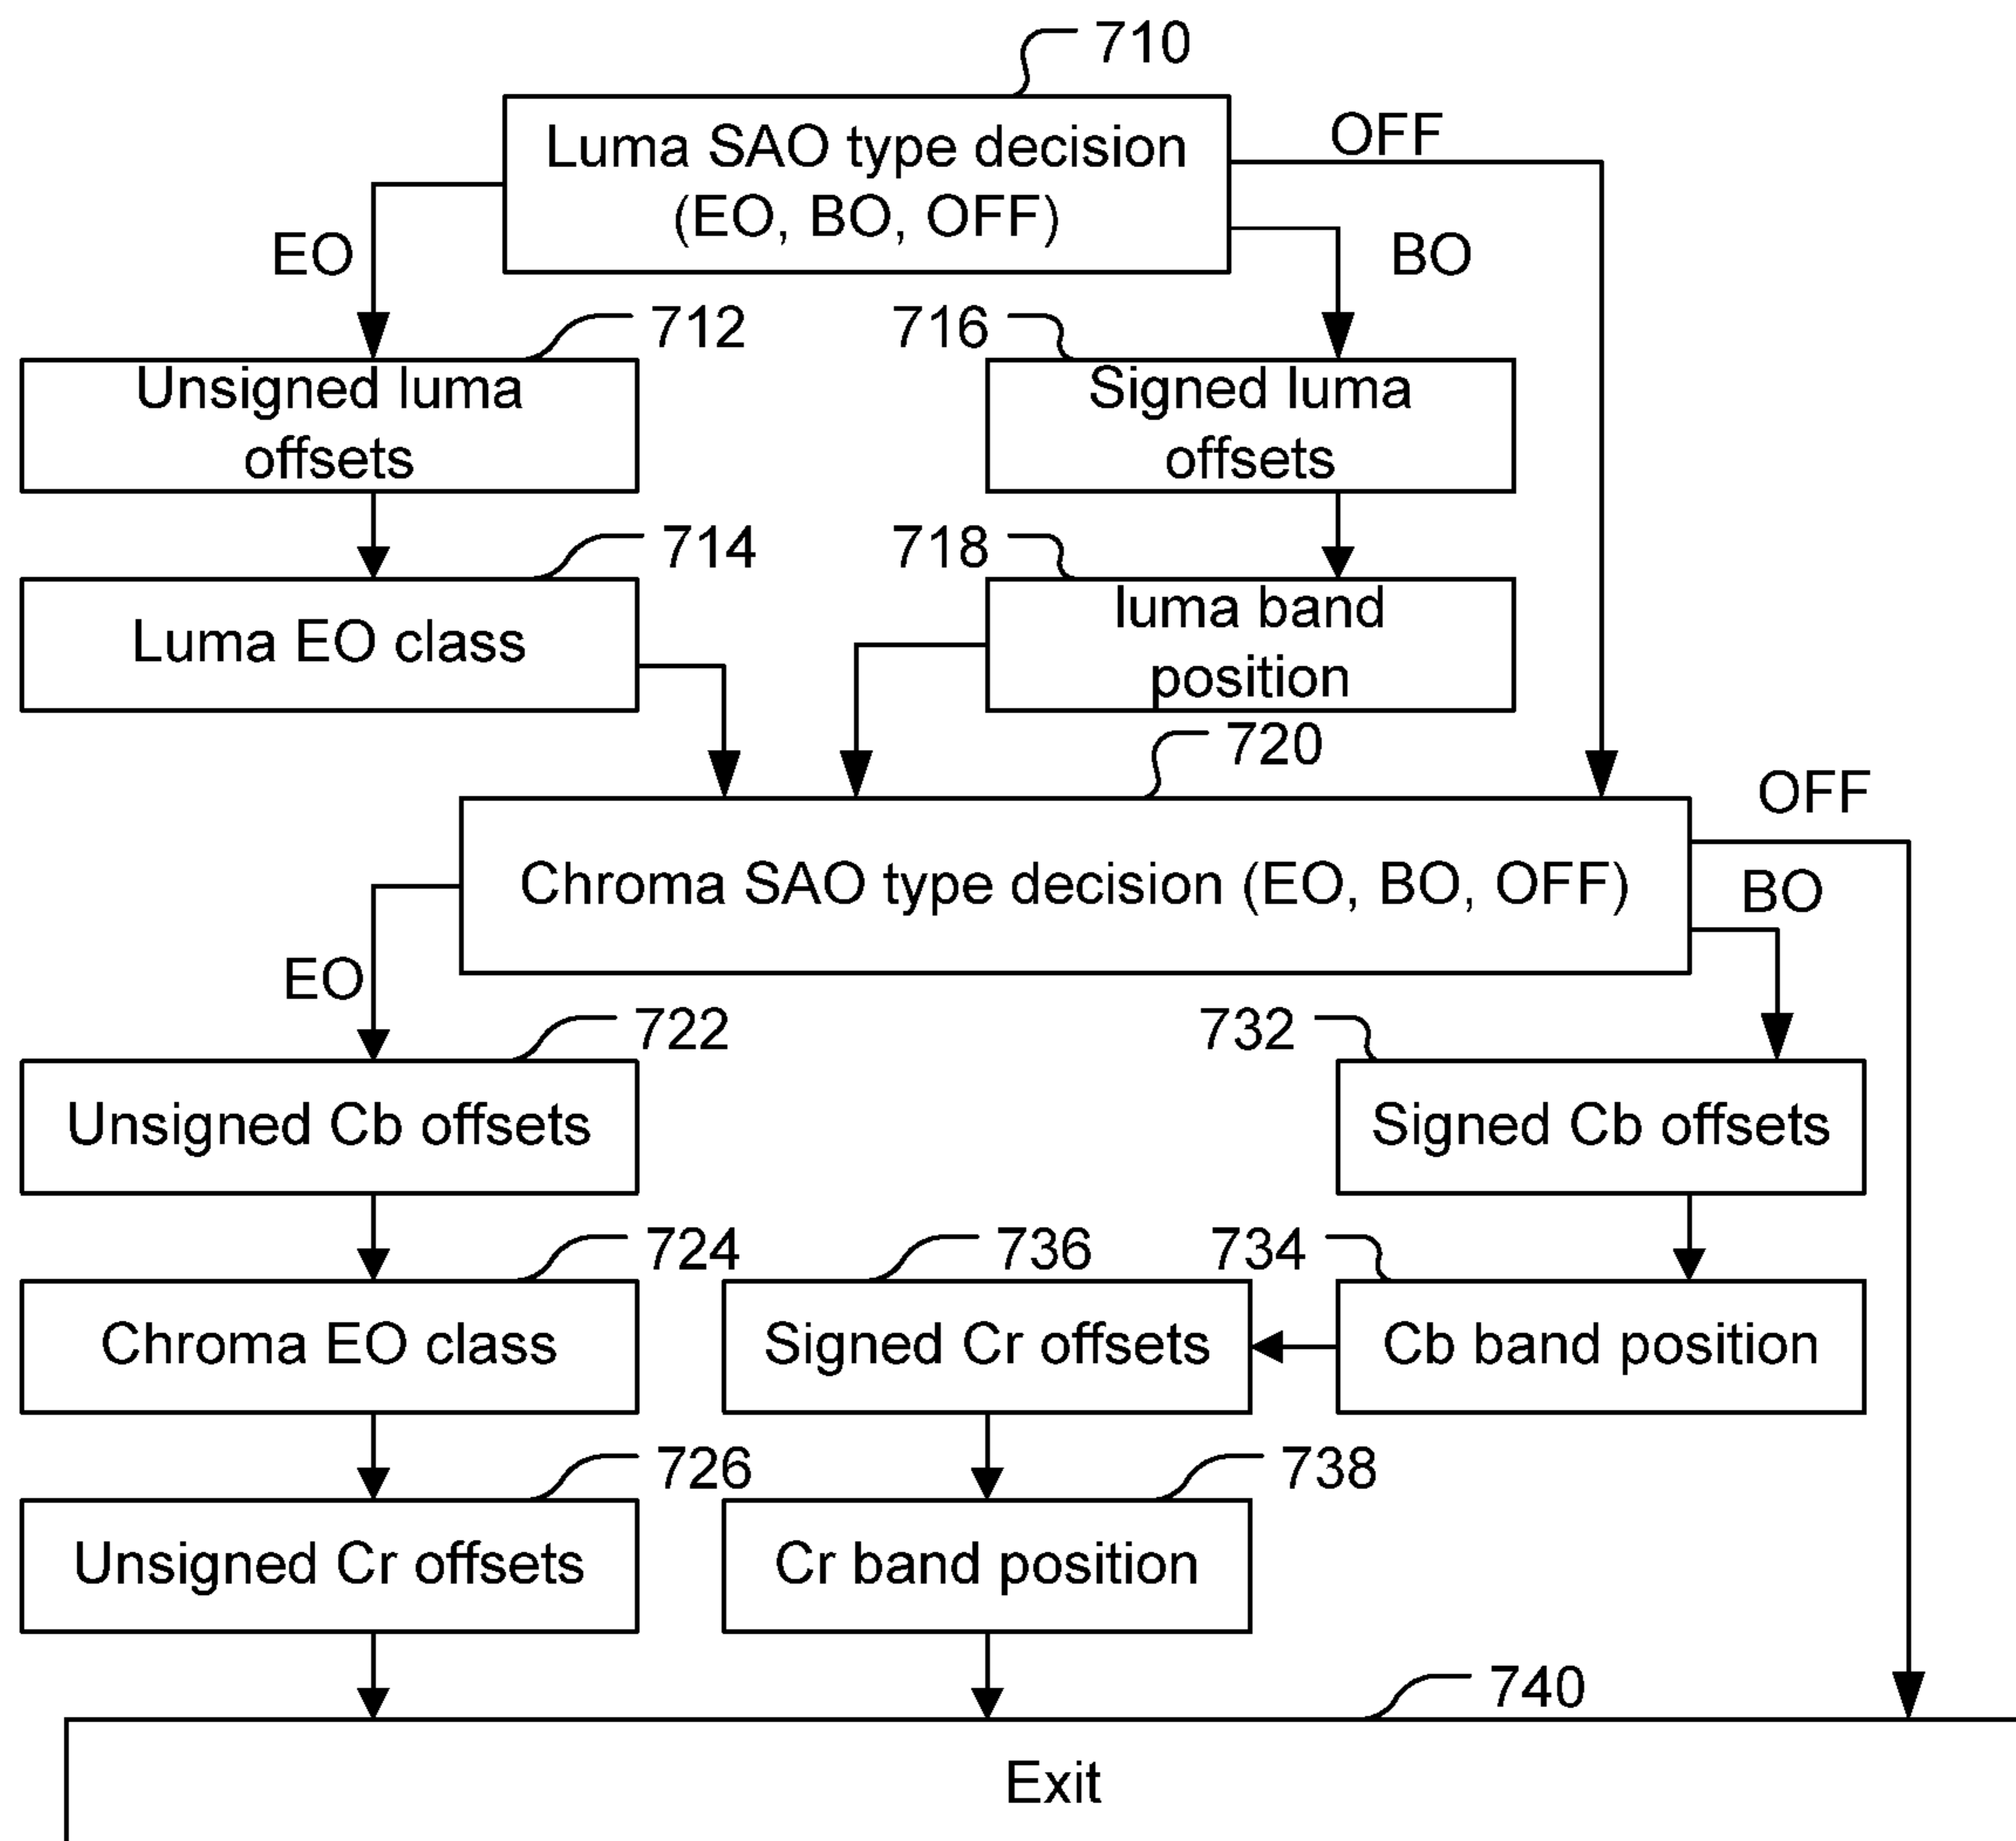 710
Luma SAO type decision
(EO, BO, OFF)
OFF
EO
BO
712
716
Unsigned luma
offsets
Signed luma
offsets
714
718
Luma EO class
luma band
position
720
OFF
Chroma SAO type decision (EO, BO, OFF)
BO
EO
722
732
Unsigned Cb offsets
Signed Cb offsets
724
736
734
Chroma EO class
Signed Cr offsets
Cb band position
726
738
Unsigned Cr offsets
Cr band position
740
Exit